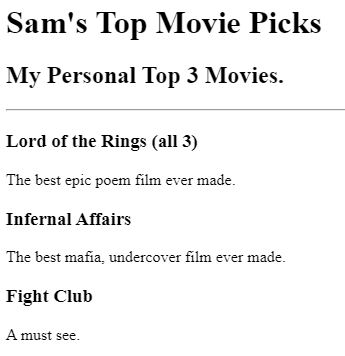 Sam's Top Movie Picks
My Personal Top 3 Movies.
Lord of the Rings (all 3)
The best epic poem film ever made.
Infernal Affairs
The best mafia, undercover film ever made.
Fight Club
A must see.